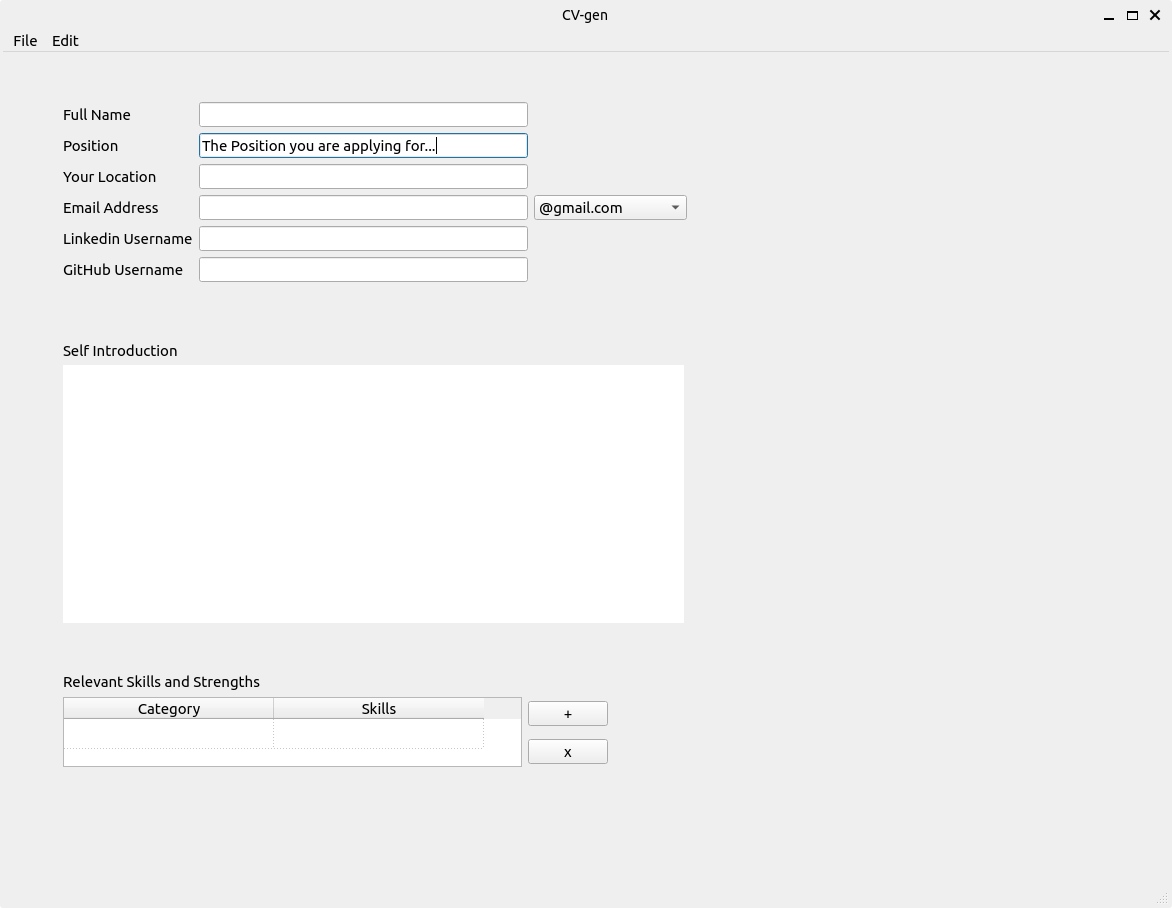 CV-gen
File Edit
Full Name
Position The Position you are applying for...
Your Location
Email Address @gmail.com
Linkedin Username
GitHub Username
Self Introduction
Relevant Skills and Strengths
Category Skills +
x